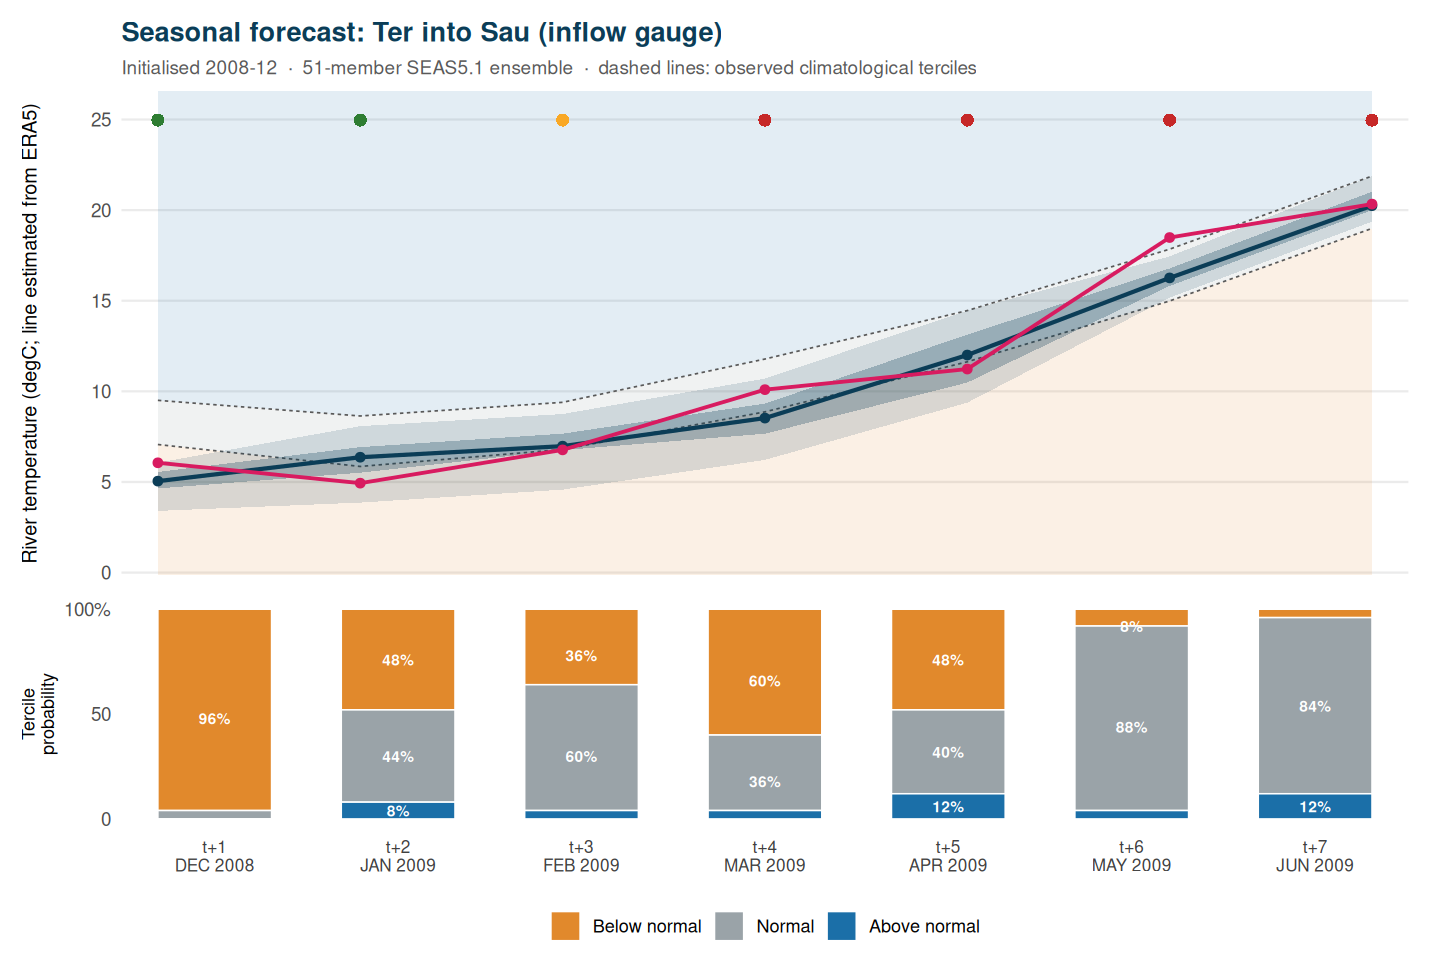 Seasonal forecast: Ter into Sau (inflow gauge)
Initialised 2008-12 · 51-member SEAS5.1 ensemble · dashed lines: observed climatological terciles
River temperature (degC; line estimated from ERA5)
25
20
15
10
5
0
Tercile
probability
100%
50
0
96%
48%
44%
8%
36%
60%
60%
36%
48%
40%
12%
8%
88%
84%
12%
t+1
DEC 2008
t+2
JAN 2009
t+3
FEB 2009
t+4
MAR 2009
t+5
APR 2009
t+6
MAY 2009
t+7
JUN 2009
Below normal
Normal
Above normal